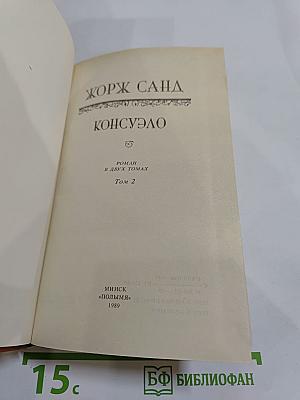 ЖОРЖ САНД
КОНСУЭЛО
РОМАН
В ДВУХ ТОМАХ
Том 2
МИНСК
«ПОЛЫМЯ»
1989
15с
БФ БИБЛИОФАН